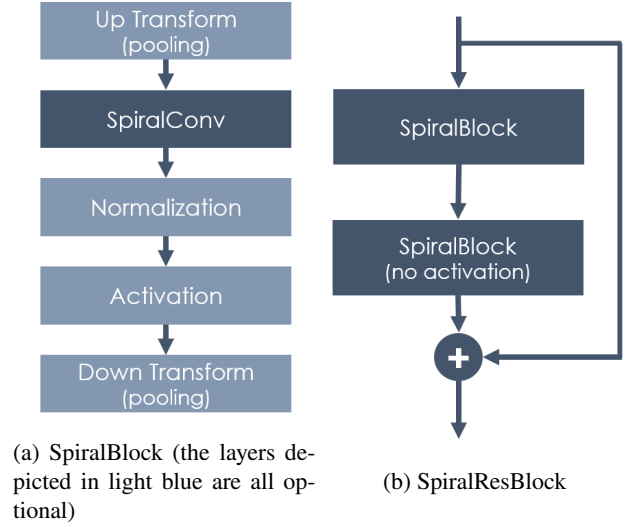 Up Transform
(pooling)
SpiralConv
Normalization
Activation
Down Transform
(pooling)
(a) SpiralBlock (the layers de-
picted in light blue are all op-
tional)
SpiralBlock
SpiralBlock
(no activation)
+
(b) SpiralResBlock